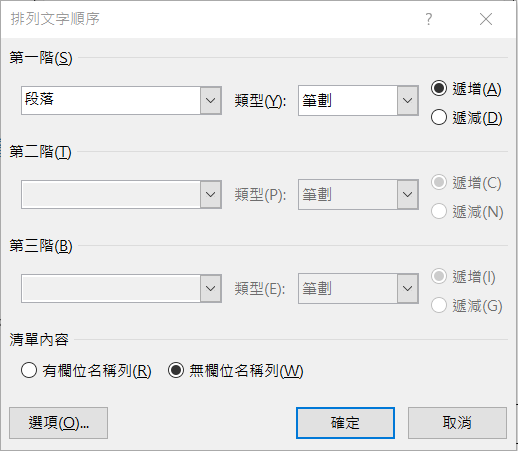 排列文字順序 ?
第一階(S)
段落 類型(Y): 筆劃 遞增(A)
遞減(D)
第二階(T)
類型(P): 筆劃 遞增(C)
遞減(N)
第三階(B)
類型(E): 筆劃 遞增(I)
遞減(G)
清單內容
有欄位名稱列(R) 無欄位名稱列(W)
選項(O)... 確定 取消